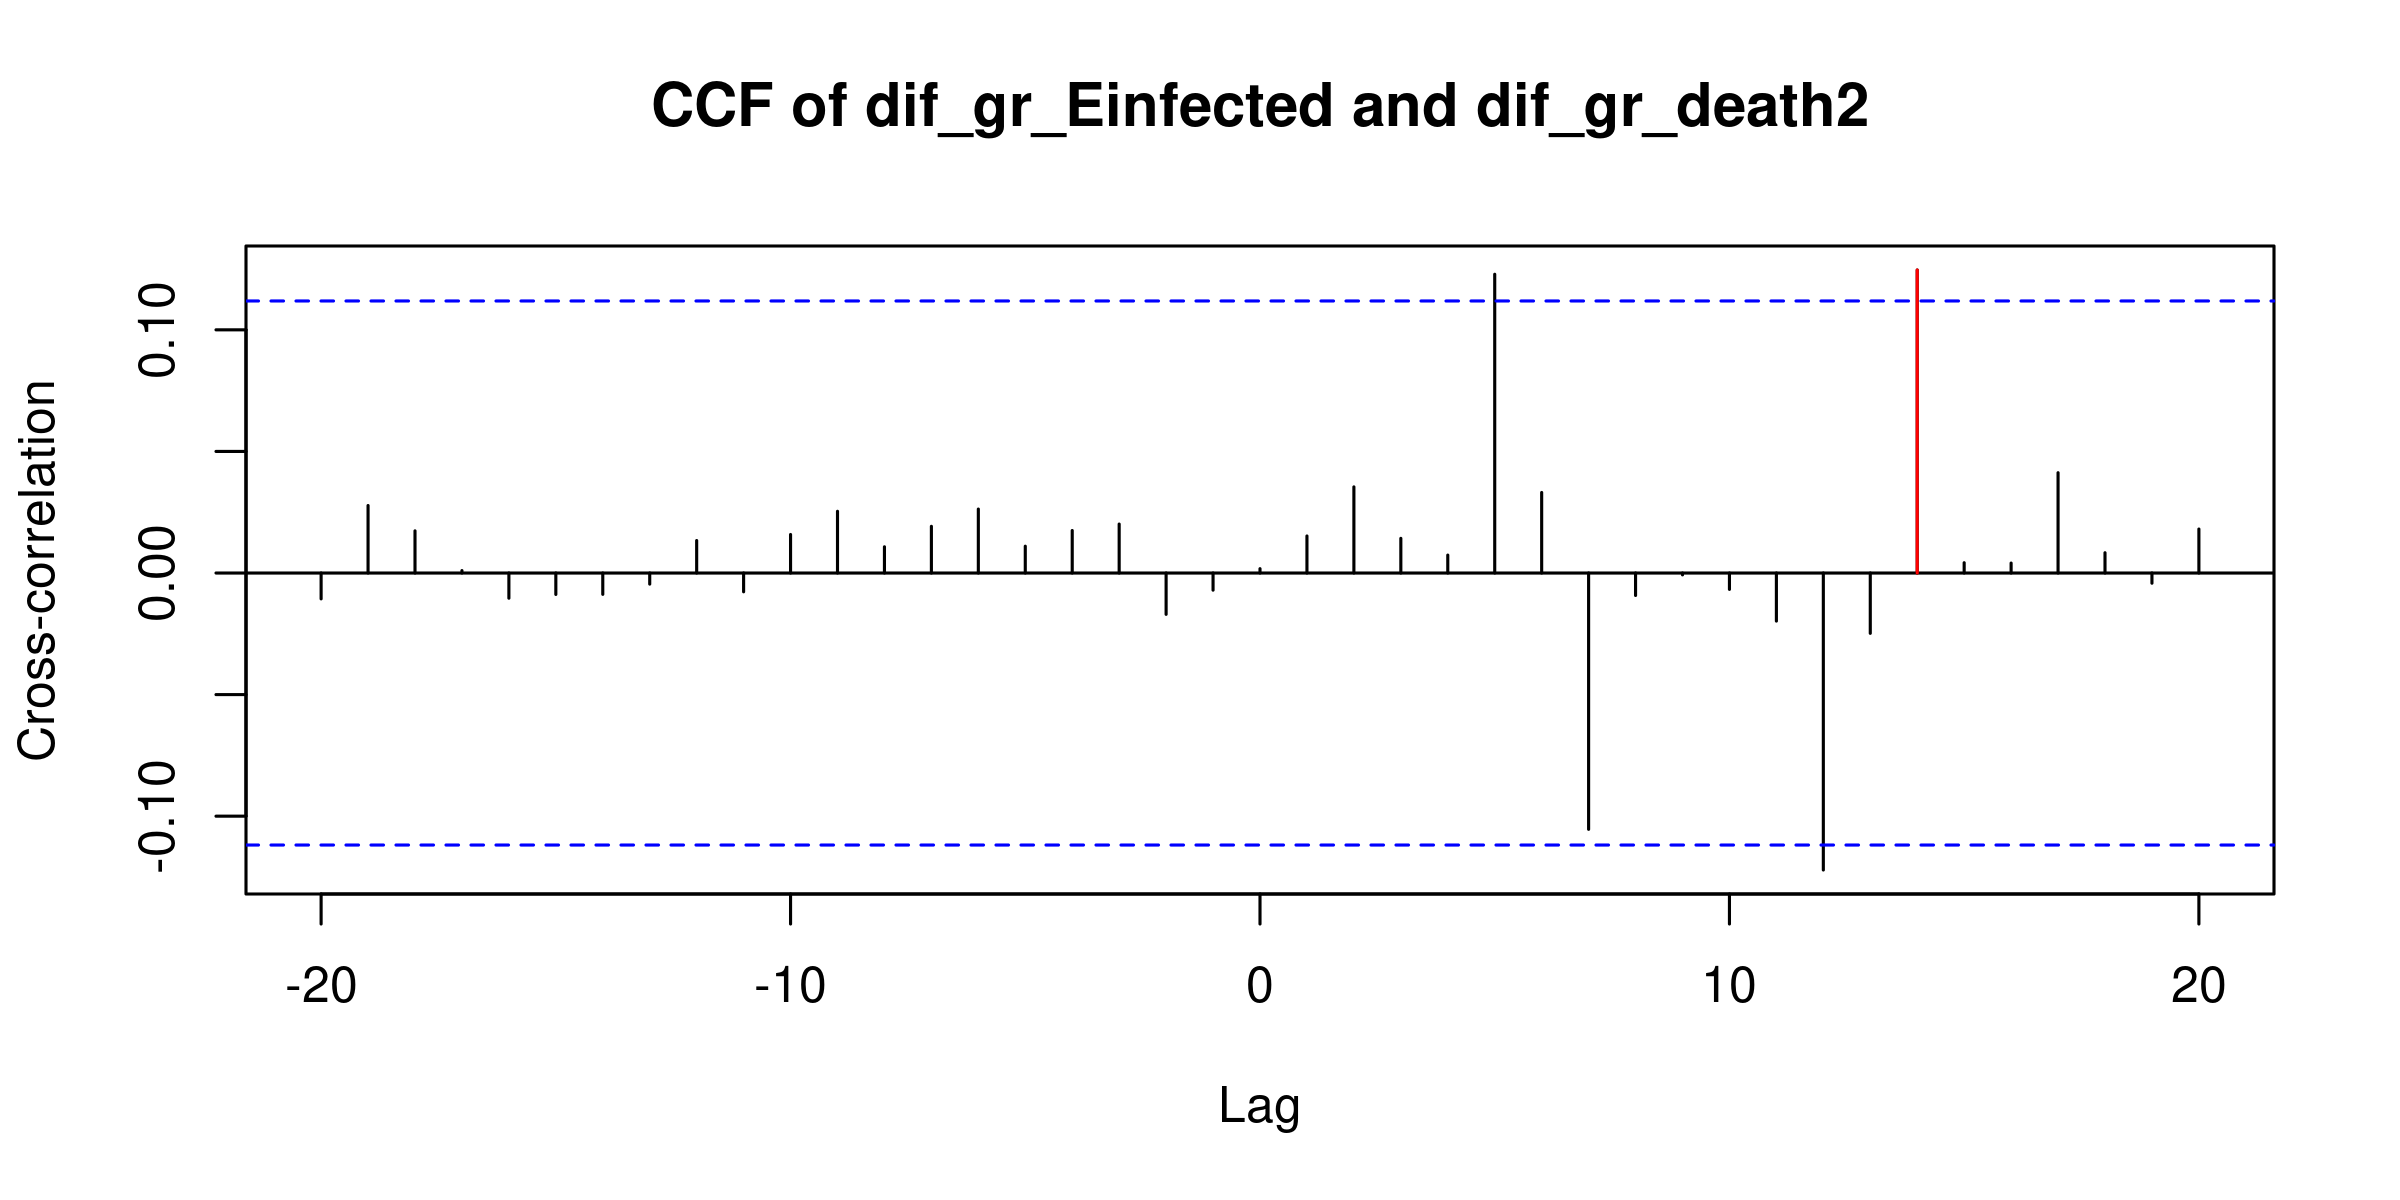 CCF of dif_gr_Einfected and dif_gr_death2
Cross-correlation
0.10
0.00
-0.10
-20 -10 0 10 20
Lag